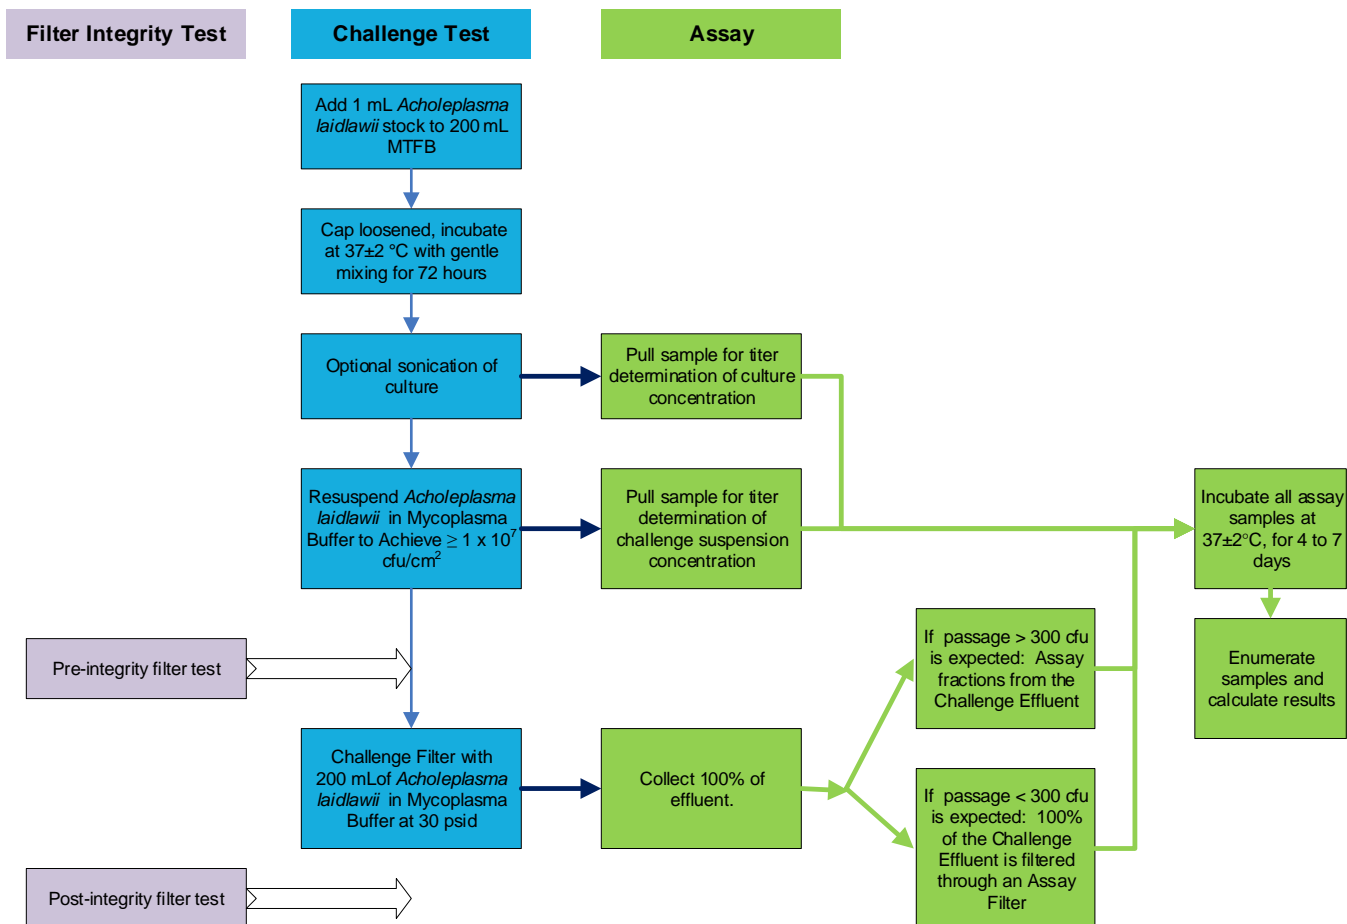 Filter Integrity Test
Challenge Test
Assay
Add 1 mL Acholeplasma
laidlawii stock to 200 mL
MTFB
Cap loosened, incubate
at 37±2 °C with gentle
mixing for 72 hours
Optional sonication of
culture
Pull sample for titer
determination of culture
concentration
Resuspend Acholeplasma
laidlawii in Mycoplasma
Buffer to Achieve ≥ 1 x 10⁷
cfu/cm²
Pull sample for titer
determination of
challenge suspension
concentration
Incubate all assay
samples at
37±2°C, for 4 to 7
days
Pre-integrity filter test
If passage > 300 cfu
is expected: Assay
fractions from the
Challenge Effluent
Enumerate
samples and
calculate results
Challenge Filter with
200 mLof Acholeplasma
laidlawii in Mycoplasma
Buffer at 30 psid
Collect 100% of
effluent.
If passage < 300 cfu
is expected: 100%
of the Challenge
Effluent is filtered
through an Assay
Filter
Post-integrity filter test